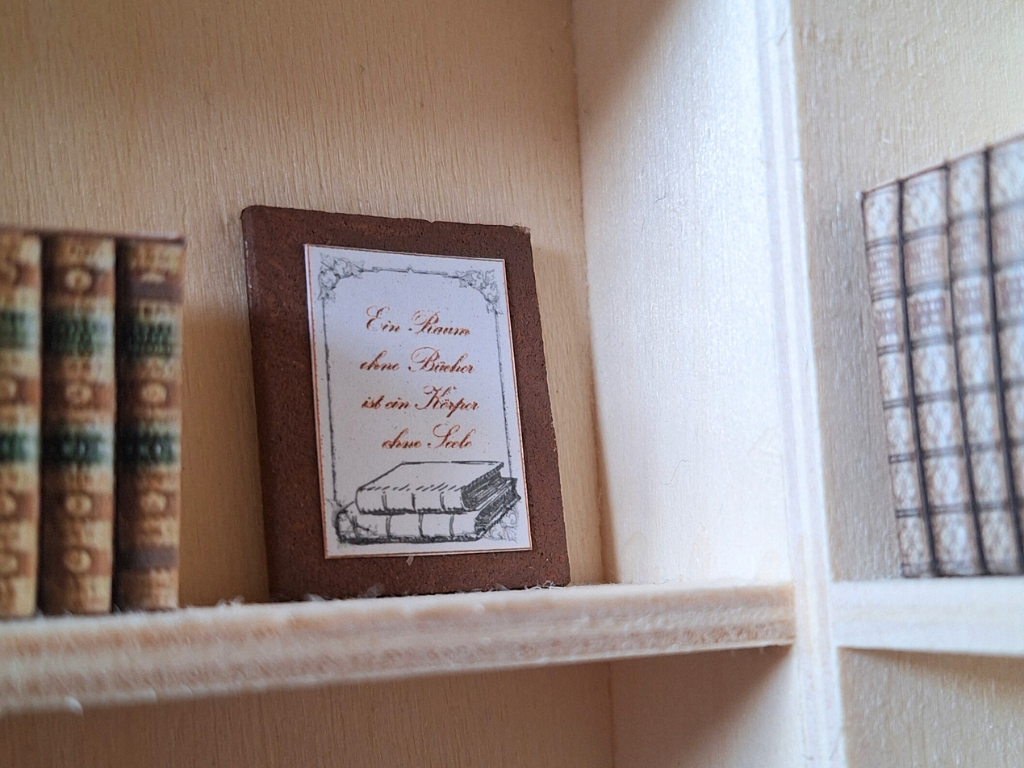 Ein Raum
ohne Bücher
ist ein Körper
ohne Seele